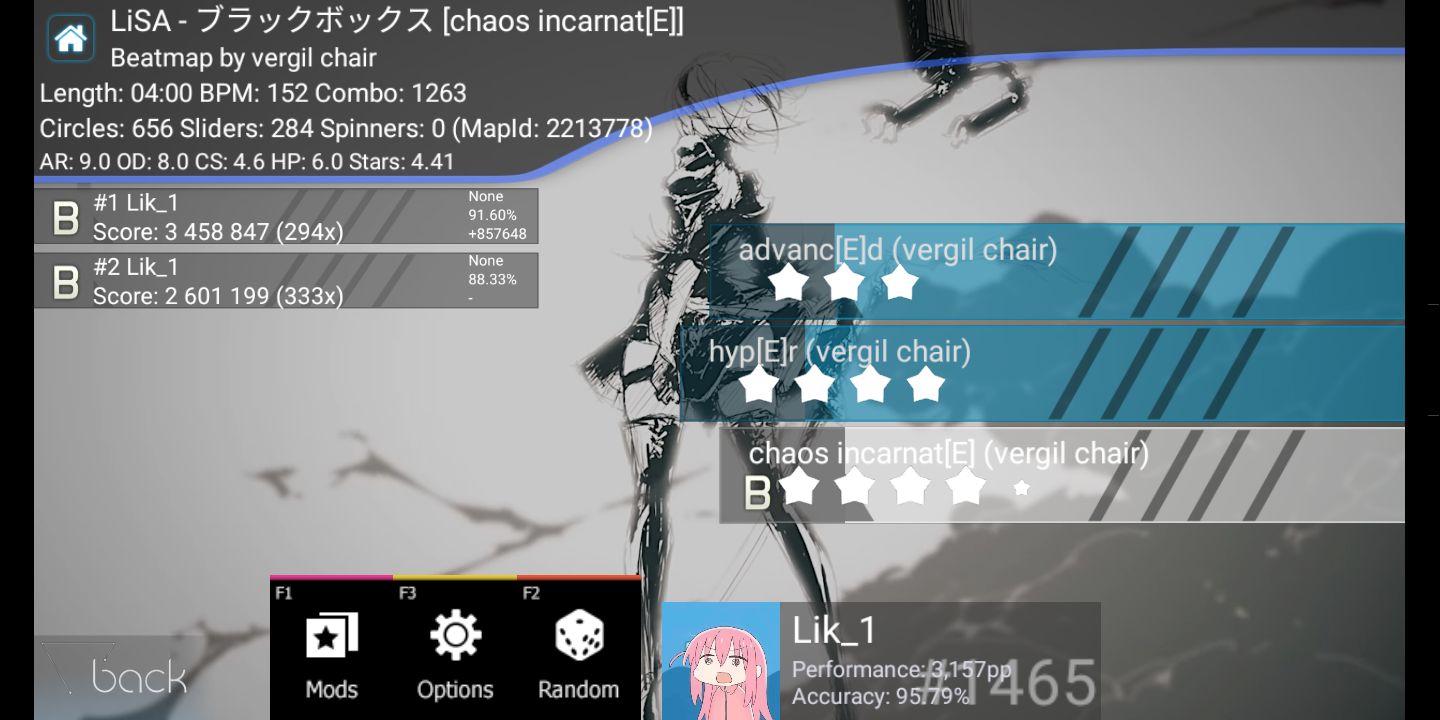 LiSA - ブラックボックス [chaos incarnat[E]]
Beatmap by vergil chair
Length: 04:00 BPM: 152 Combo: 1263
Circles: 656 Sliders: 284 Spinners: 0 (MapId: 2213778)
AR: 9.0 OD: 8.0 CS: 4.6 HP: 6.0 Stars: 4.41
B
#1 Lik_1
Score: 3 458 847 (294x)
None
91.60%
+857648
B
#2 Lik_1
Score: 2 601 199 (333x)
None
88.33%
-
advanc[E]d (vergil chair)
hyp[E]r (vergil chair)
chaos incarnat[E] (vergil chair)
B
back
F1
Mods
F3
Options
F2
Random
Lik_1
Performance: 3,157pp
Accuracy: 95.79%
#1465